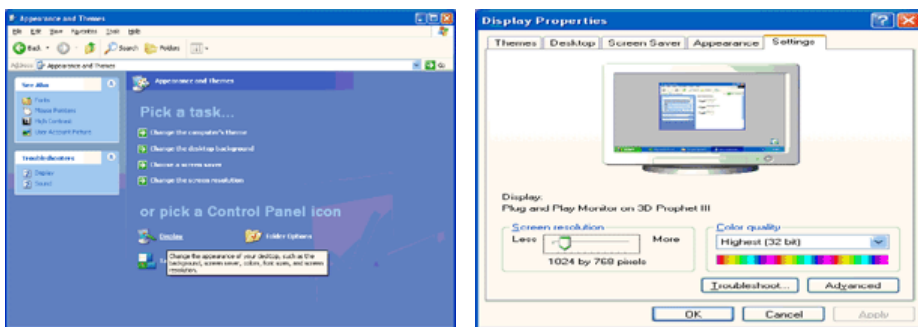 Appearance and Themes
File Edit View Favorites Tools Help
Back Search Folders
Address Appearance and Themes Go
See Also
Fonts
Mouse Pointers
High Contrast
User Account Picture
Troubleshooters
Display
Sound
Appearance and Themes
Pick a task...
Change the computer's theme
Change the desktop background
Choose a screen saver
Change the screen resolution
or pick a Control Panel icon
Display
Folder Options
Change the appearance of your desktop, such as the
background, screen saver, colors, font sizes, and screen
resolution.
Display Properties
Themes Desktop Screen Saver Appearance Settings
Display:
Plug and Play Monitor on 3D Prophet III
Screen resolution
Less More
1024 by 768 pixels
Color quality
Highest (32 bit)
Troubleshoot... Advanced
OK Cancel Apply